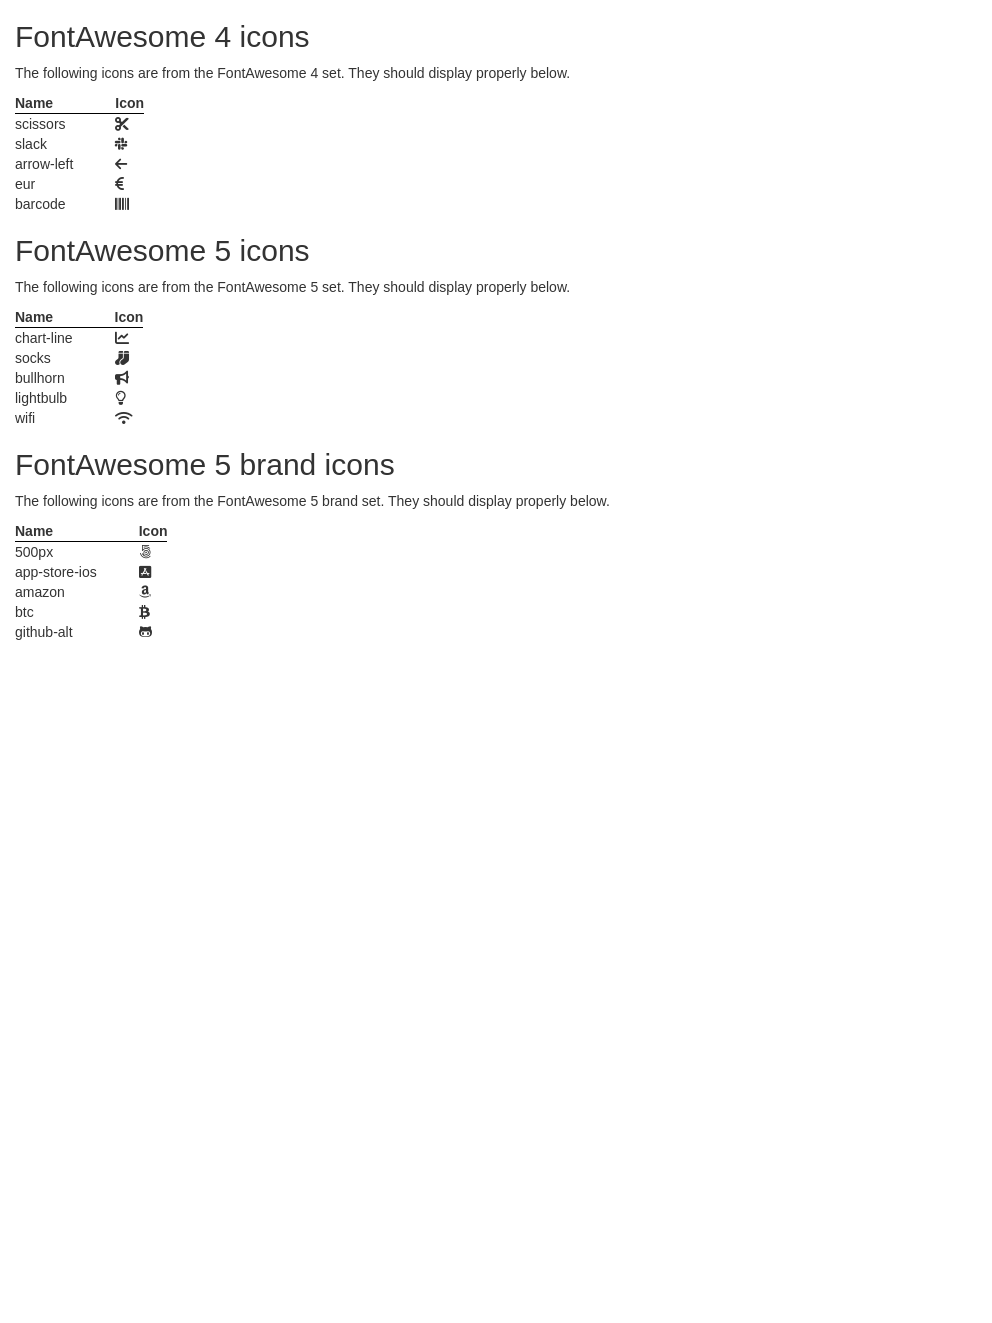 FontAwesome 4 icons
The following icons are from the FontAwesome 4 set. They should display properly below.
Name Icon
scissors
slack
arrow-left
eur
barcode
FontAwesome 5 icons
The following icons are from the FontAwesome 5 set. They should display properly below.
Name Icon
chart-line
socks
bullhorn
lightbulb
wifi
FontAwesome 5 brand icons
The following icons are from the FontAwesome 5 brand set. They should display properly below.
Name Icon
500px
app-store-ios
amazon
btc
github-alt